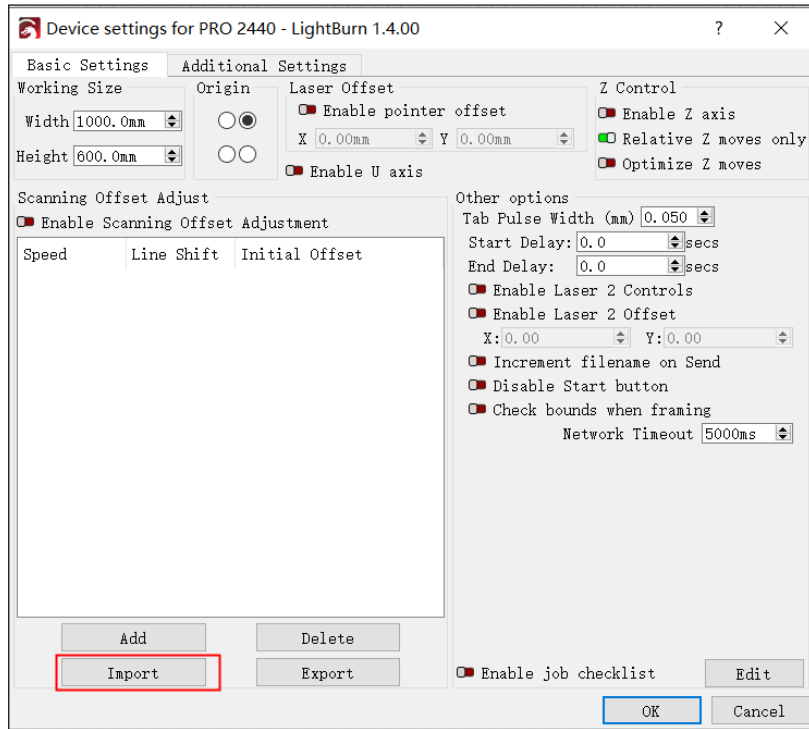 Device settings for PRO 2440 - LightBurn 1.4.00 ?
Basic Settings Additional Settings
Working Size
Width 1000.0mm
Height 600.0mm
Origin
Laser Offset
Enable pointer offset
X 0.00mm Y 0.00mm
Enable U axis
Z Control
Enable Z axis
Relative Z moves only
Optimize Z moves
Scanning Offset Adjust
Enable Scanning Offset Adjustment
Speed Line Shift Initial Offset
Add Delete
Import Export
Other options
Tab Pulse Width (mm) 0.050
Start Delay: 0.0 secs
End Delay: 0.0 secs
Enable Laser 2 Controls
Enable Laser 2 Offset
X: 0.00 Y: 0.00
Increment filename on Send
Disable Start button
Check bounds when framing
Network Timeout 5000ms
Enable job checklist Edit
OK Cancel